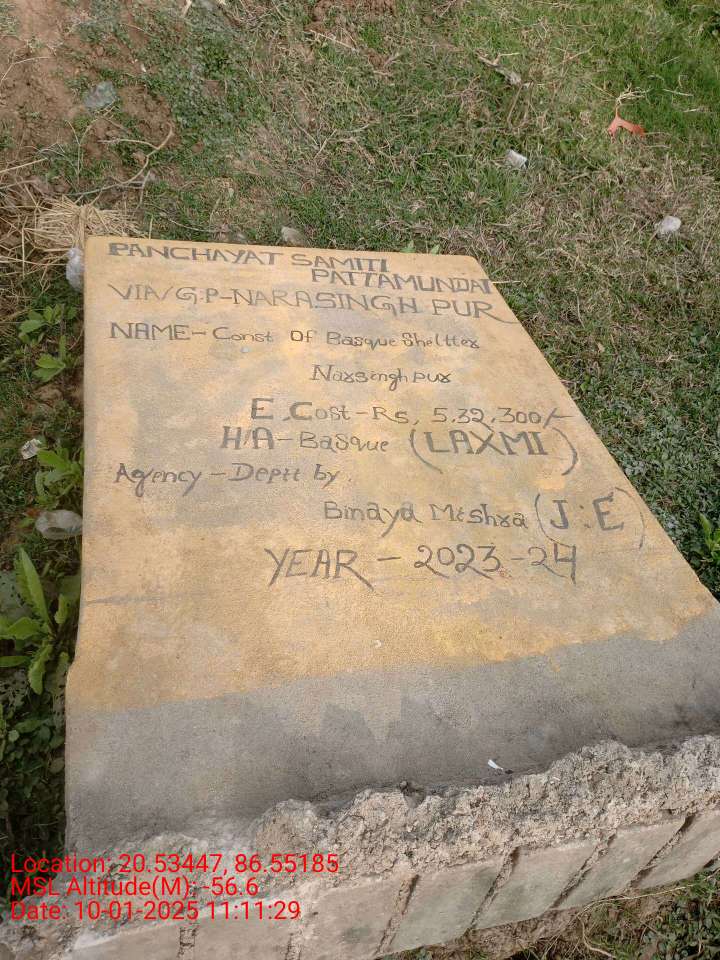 PANCHAYAT SAMITI
PATTAMUNDAI
VIA/G.P-NARASINGH PUR
NAME- Const Of Basque Sheltter
Narsingh pur
E.Cost-Rs, 5,32,300/-
H/A-Basque (LAXMI)
Agency - Deptt by.
Binaya Mishra (J:E)
YEAR - 2023-24
Location: 20.53447, 86.55185
MSL Altitude(M): -56.6
Date: 10-01-2025 11:11:29